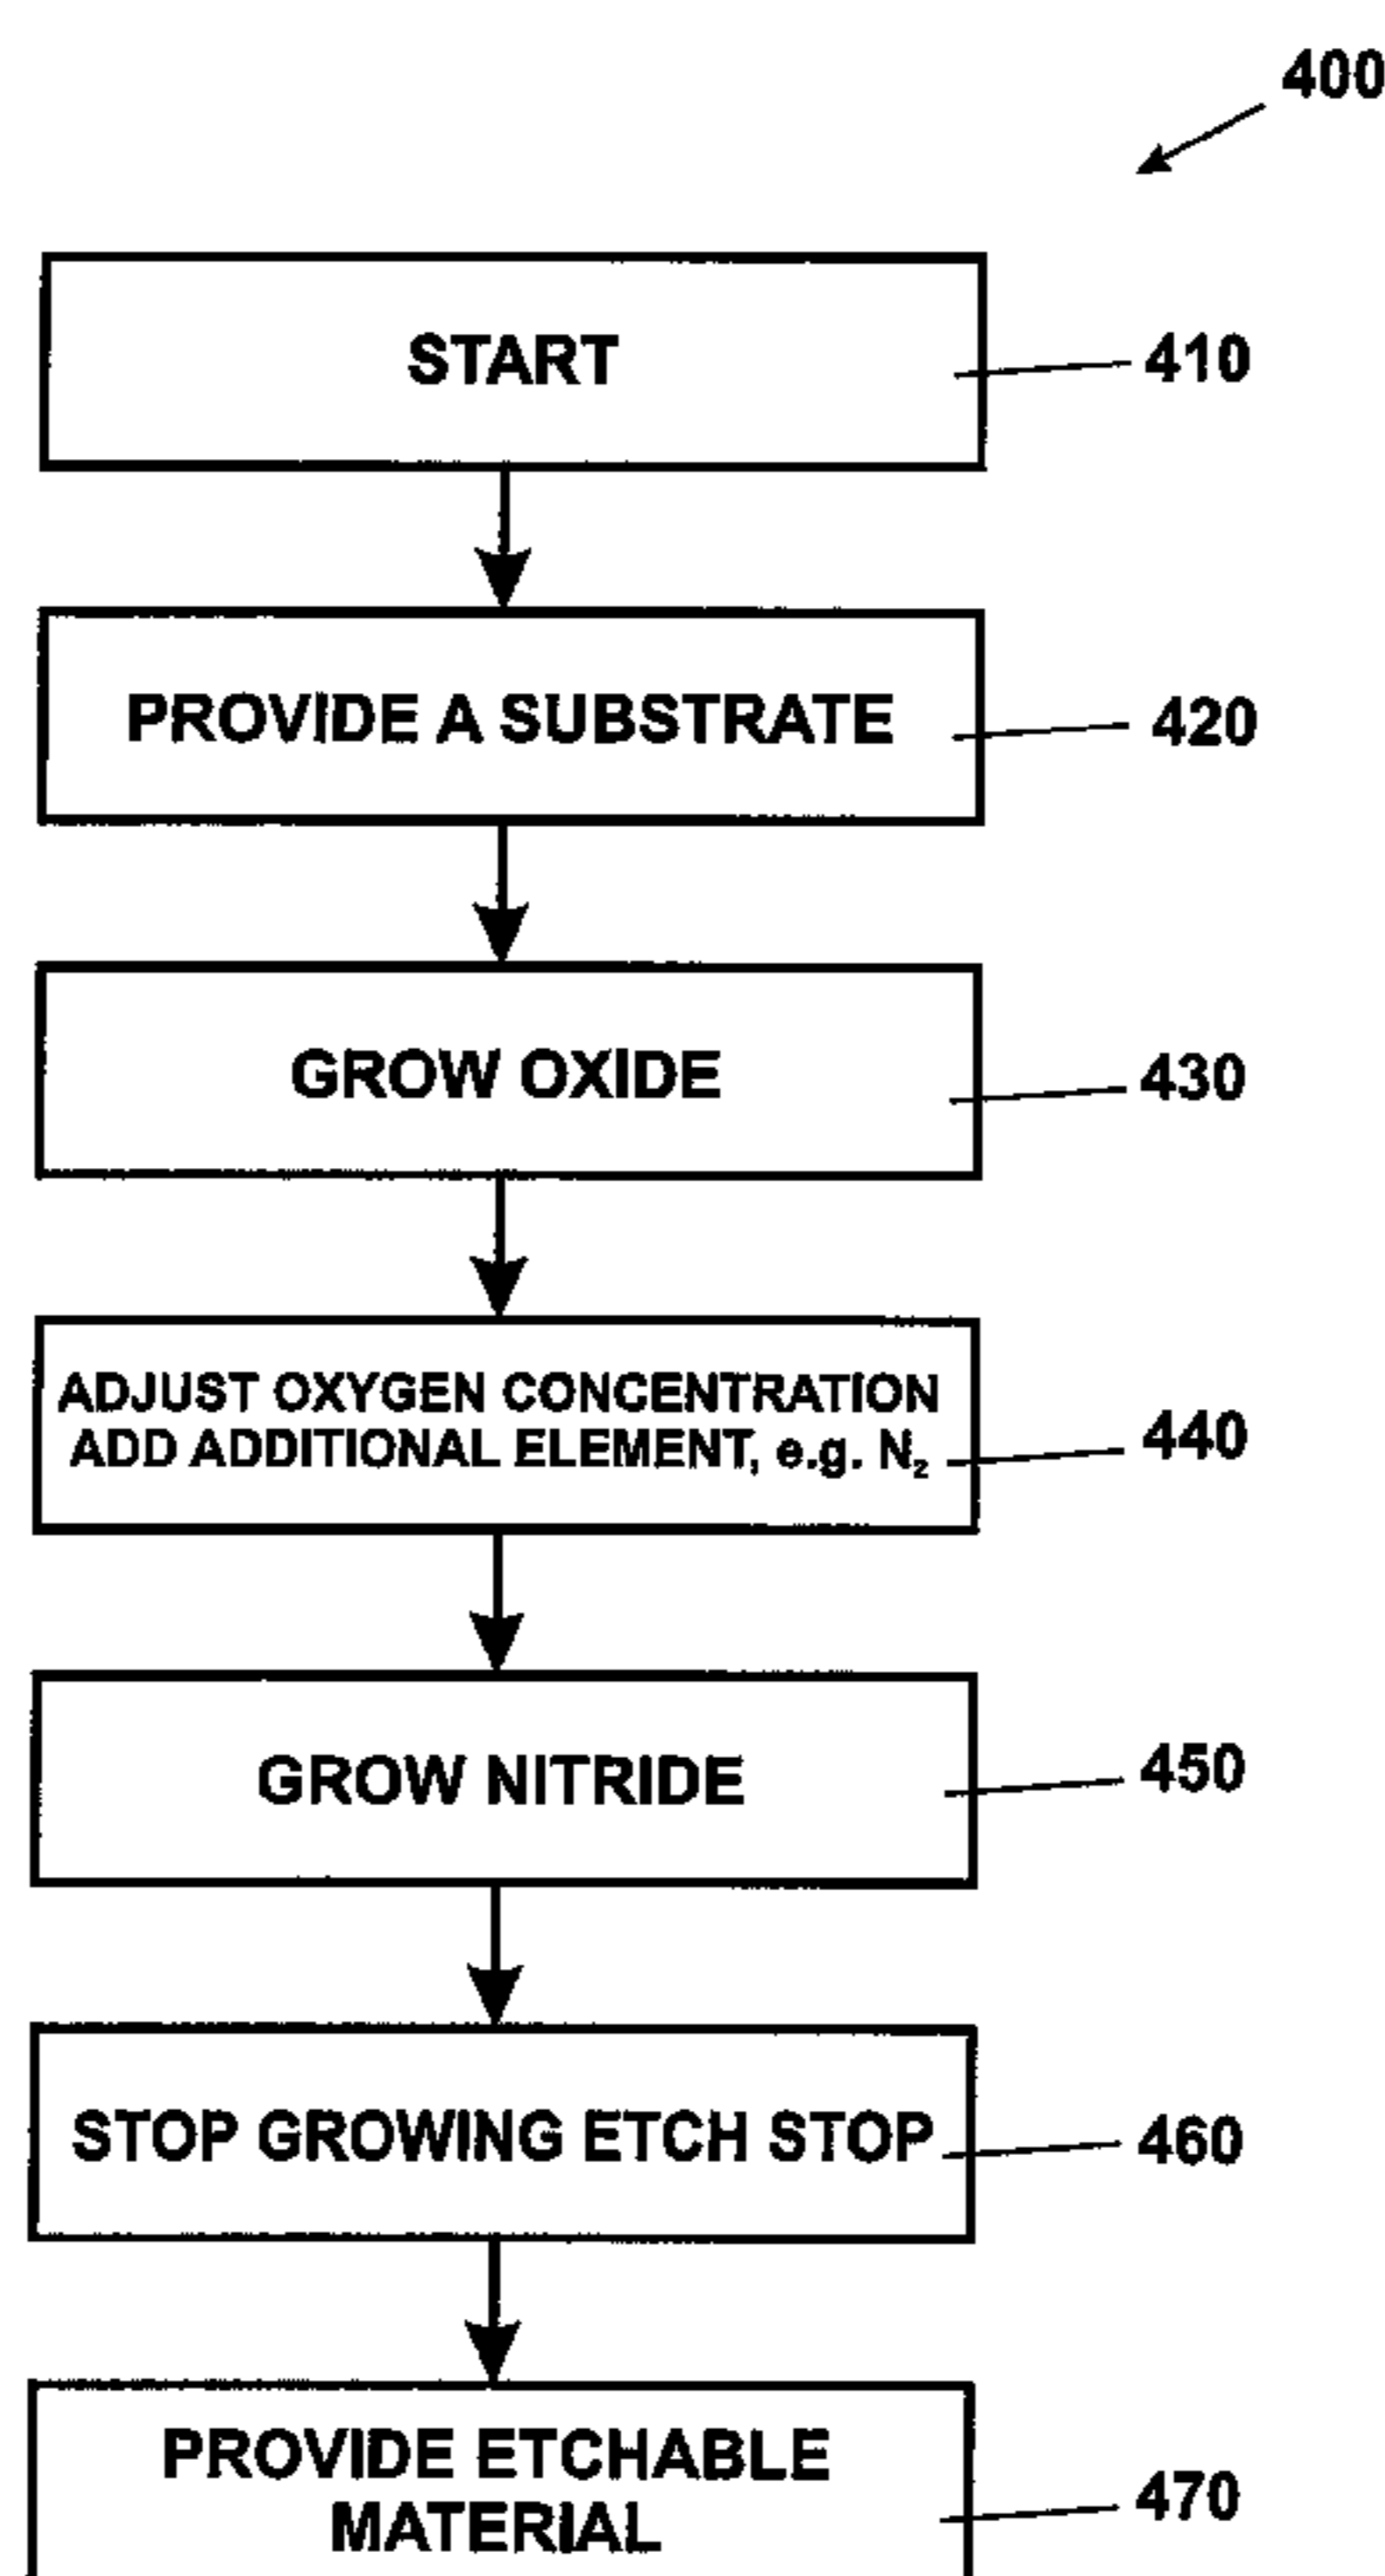 400
START
410
PROVIDE A SUBSTRATE
420
GROW OXIDE
430
ADJUST OXYGEN CONCENTRATION
ADD ADDITIONAL ELEMENT, e.g. N₂
440
GROW NITRIDE
450
STOP GROWING ETCH STOP
460
PROVIDE ETCHABLE
MATERIAL
470